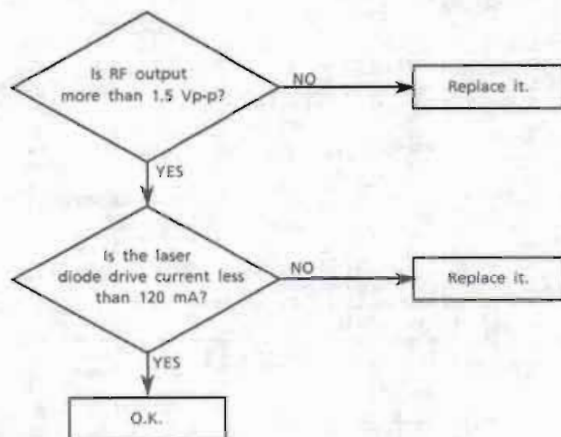 Is RF output
more than 1.5 Vp-p?
NO
Replace it.
YES
Is the laser
diode drive current less
than 120 mA?
NO
Replace it.
YES
O.K.